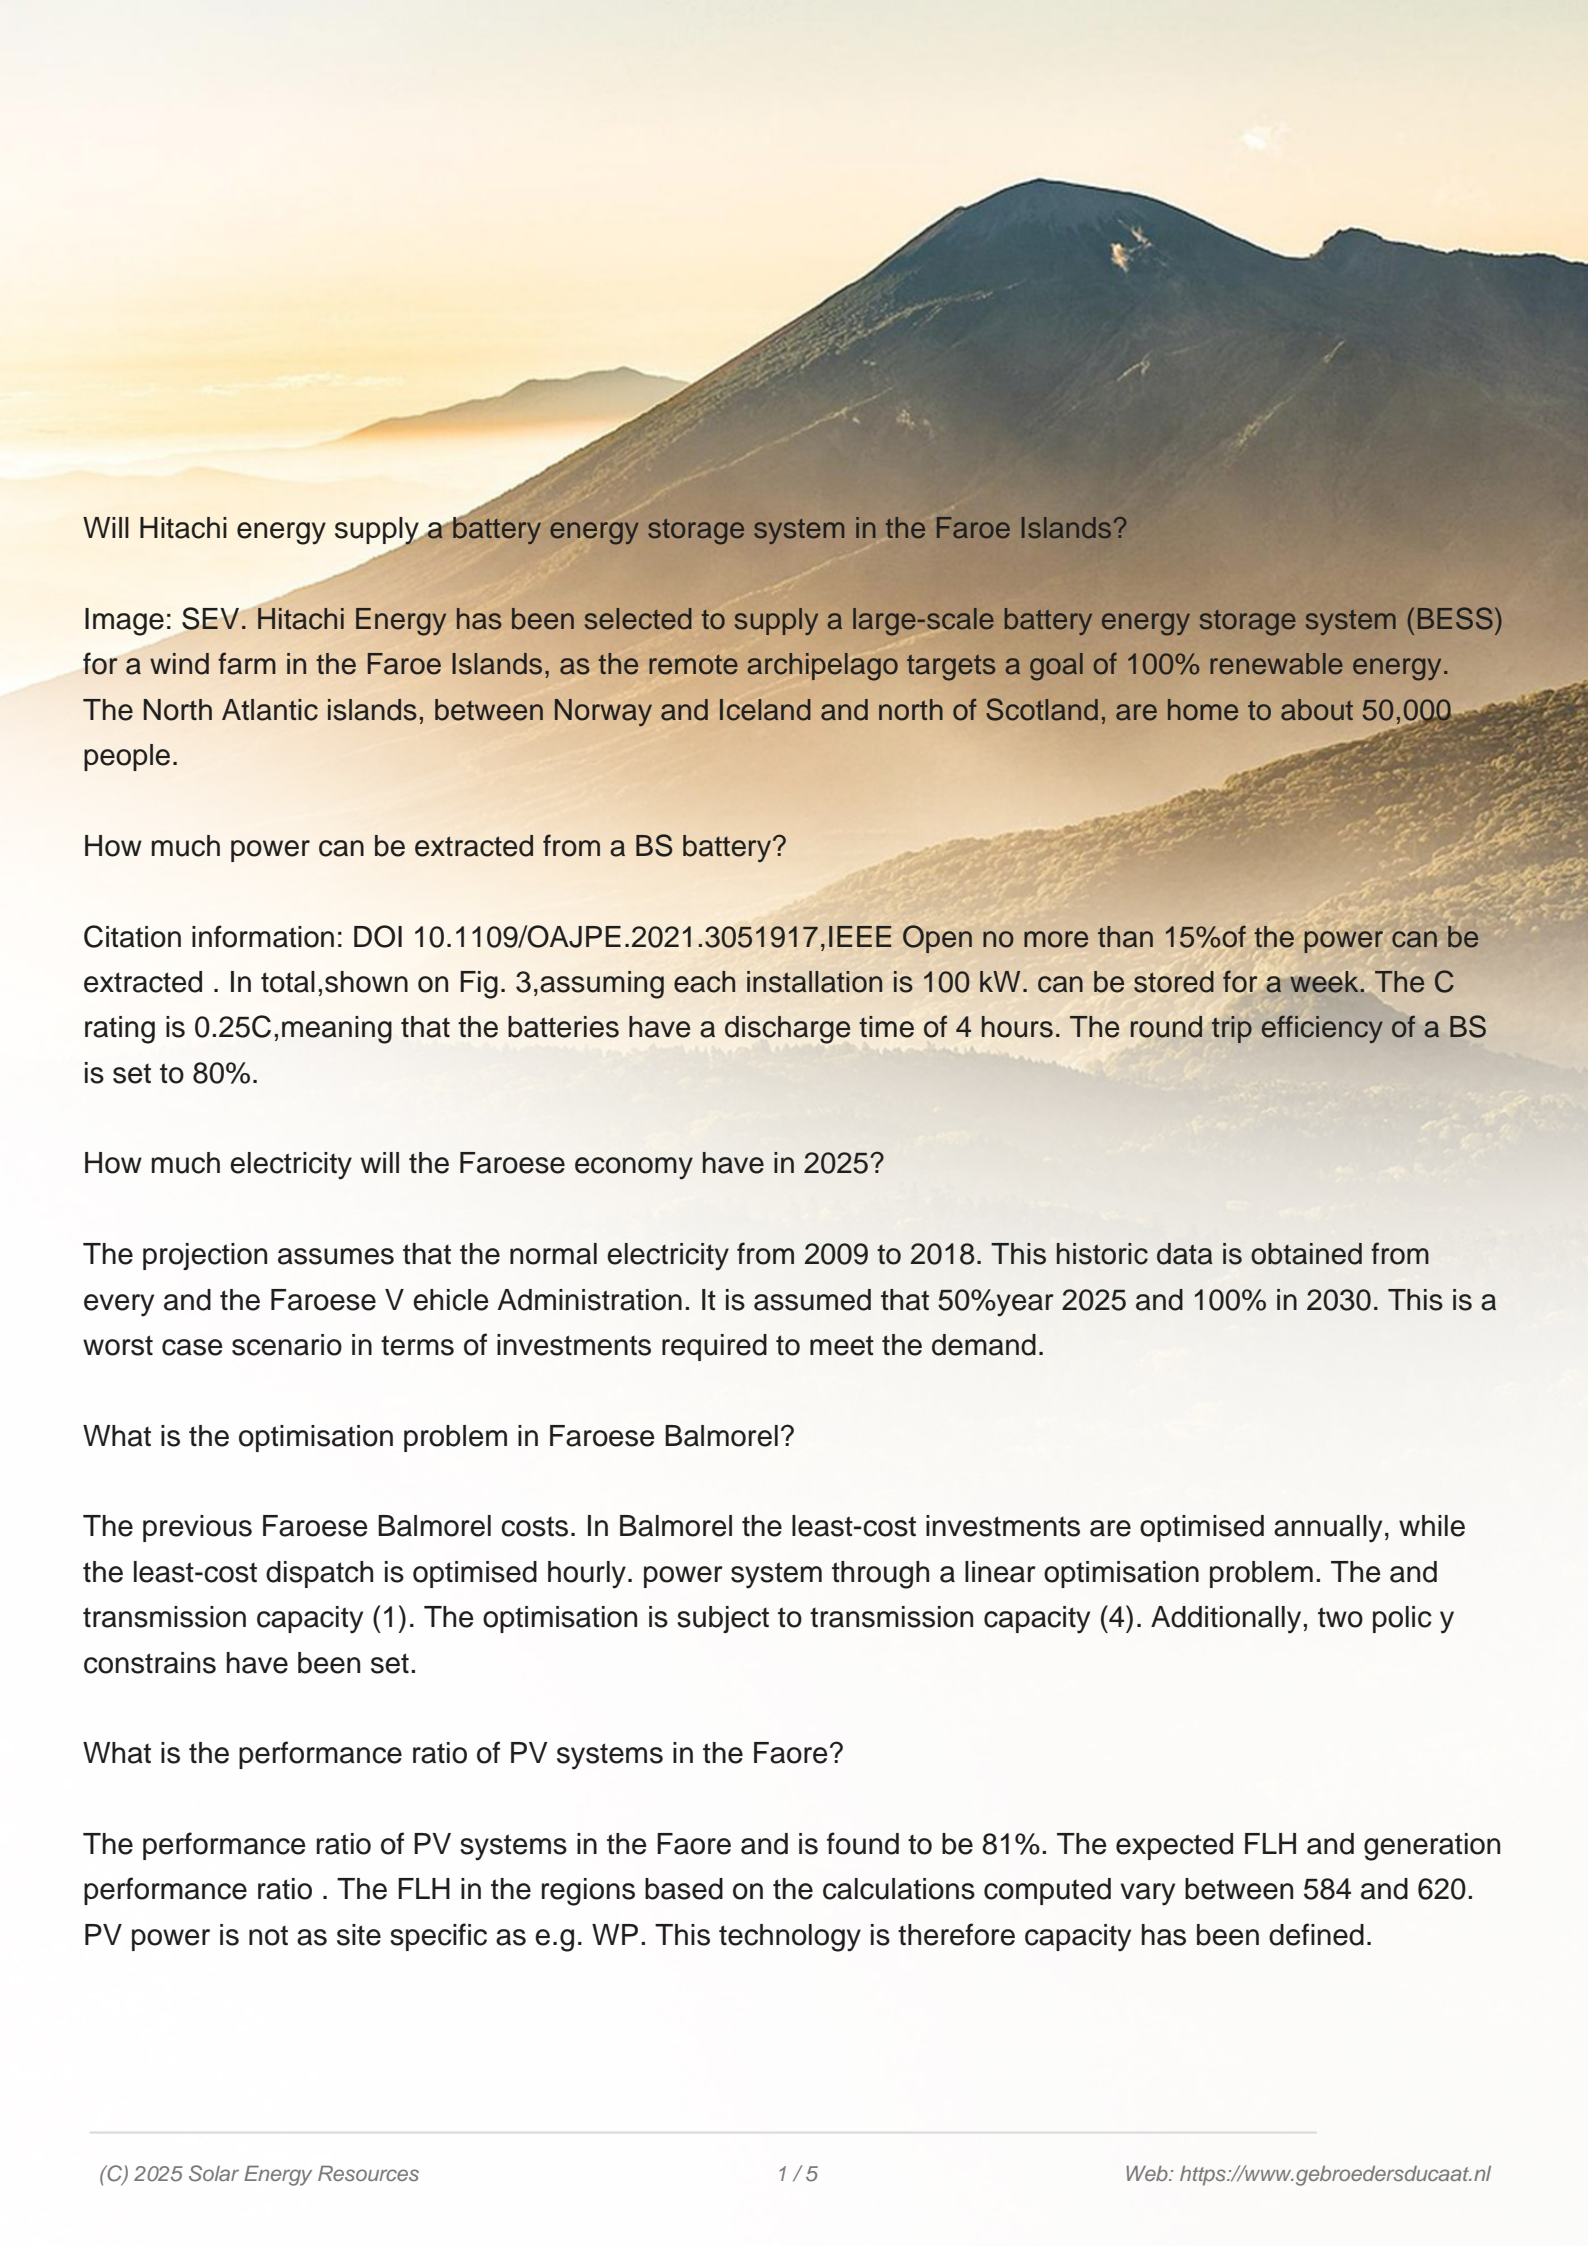 Will Hitachi energy supply a battery energy storage system in the Faroe Islands?
Image: SEV. Hitachi Energy has been selected to supply a large-scale battery energy storage system (BESS)
for a wind farm in the Faroe Islands, as the remote archipelago targets a goal of 100% renewable energy.
The North Atlantic islands, between Norway and Iceland and north of Scotland, are home to about 50,000
people.
How much power can be extracted from a BS battery?
Citation information: DOI 10.1109/OAJPE.2021.3051917,IEEE Open no more than 15%of the power can be
extracted . In total,shown on Fig. 3,assuming each installation is 100 kW. can be stored for a week. The C
rating is 0.25C,meaning that the batteries have a discharge time of 4 hours. The round trip efficiency of a BS
is set to 80%.
How much electricity will the Faroese economy have in 2025?
The projection assumes that the normal electricity from 2009 to 2018. This historic data is obtained from
every and the Faroese V ehicle Administration. It is assumed that 50%year 2025 and 100% in 2030. This is a
worst case scenario in terms of investments required to meet the demand.
What is the optimisation problem in Faroese Balmorel?
The previous Faroese Balmorel costs. In Balmorel the least-cost investments are optimised annually, while
the least-cost dispatch is optimised hourly. power system through a linear optimisation problem. The and
transmission capacity (1). The optimisation is subject to transmission capacity (4). Additionally, two polic y
constrains have been set.
What is the performance ratio of PV systems in the Faore?
The performance ratio of PV systems in the Faore and is found to be 81%. The expected FLH and generation
performance ratio . The FLH in the regions based on the calculations computed vary between 584 and 620.
PV power is not as site specific as e.g. WP. This technology is therefore capacity has been defined.
(C) 2025 Solar Energy Resources 1 / 5 Web: https://www.gebroedersducaat.nl